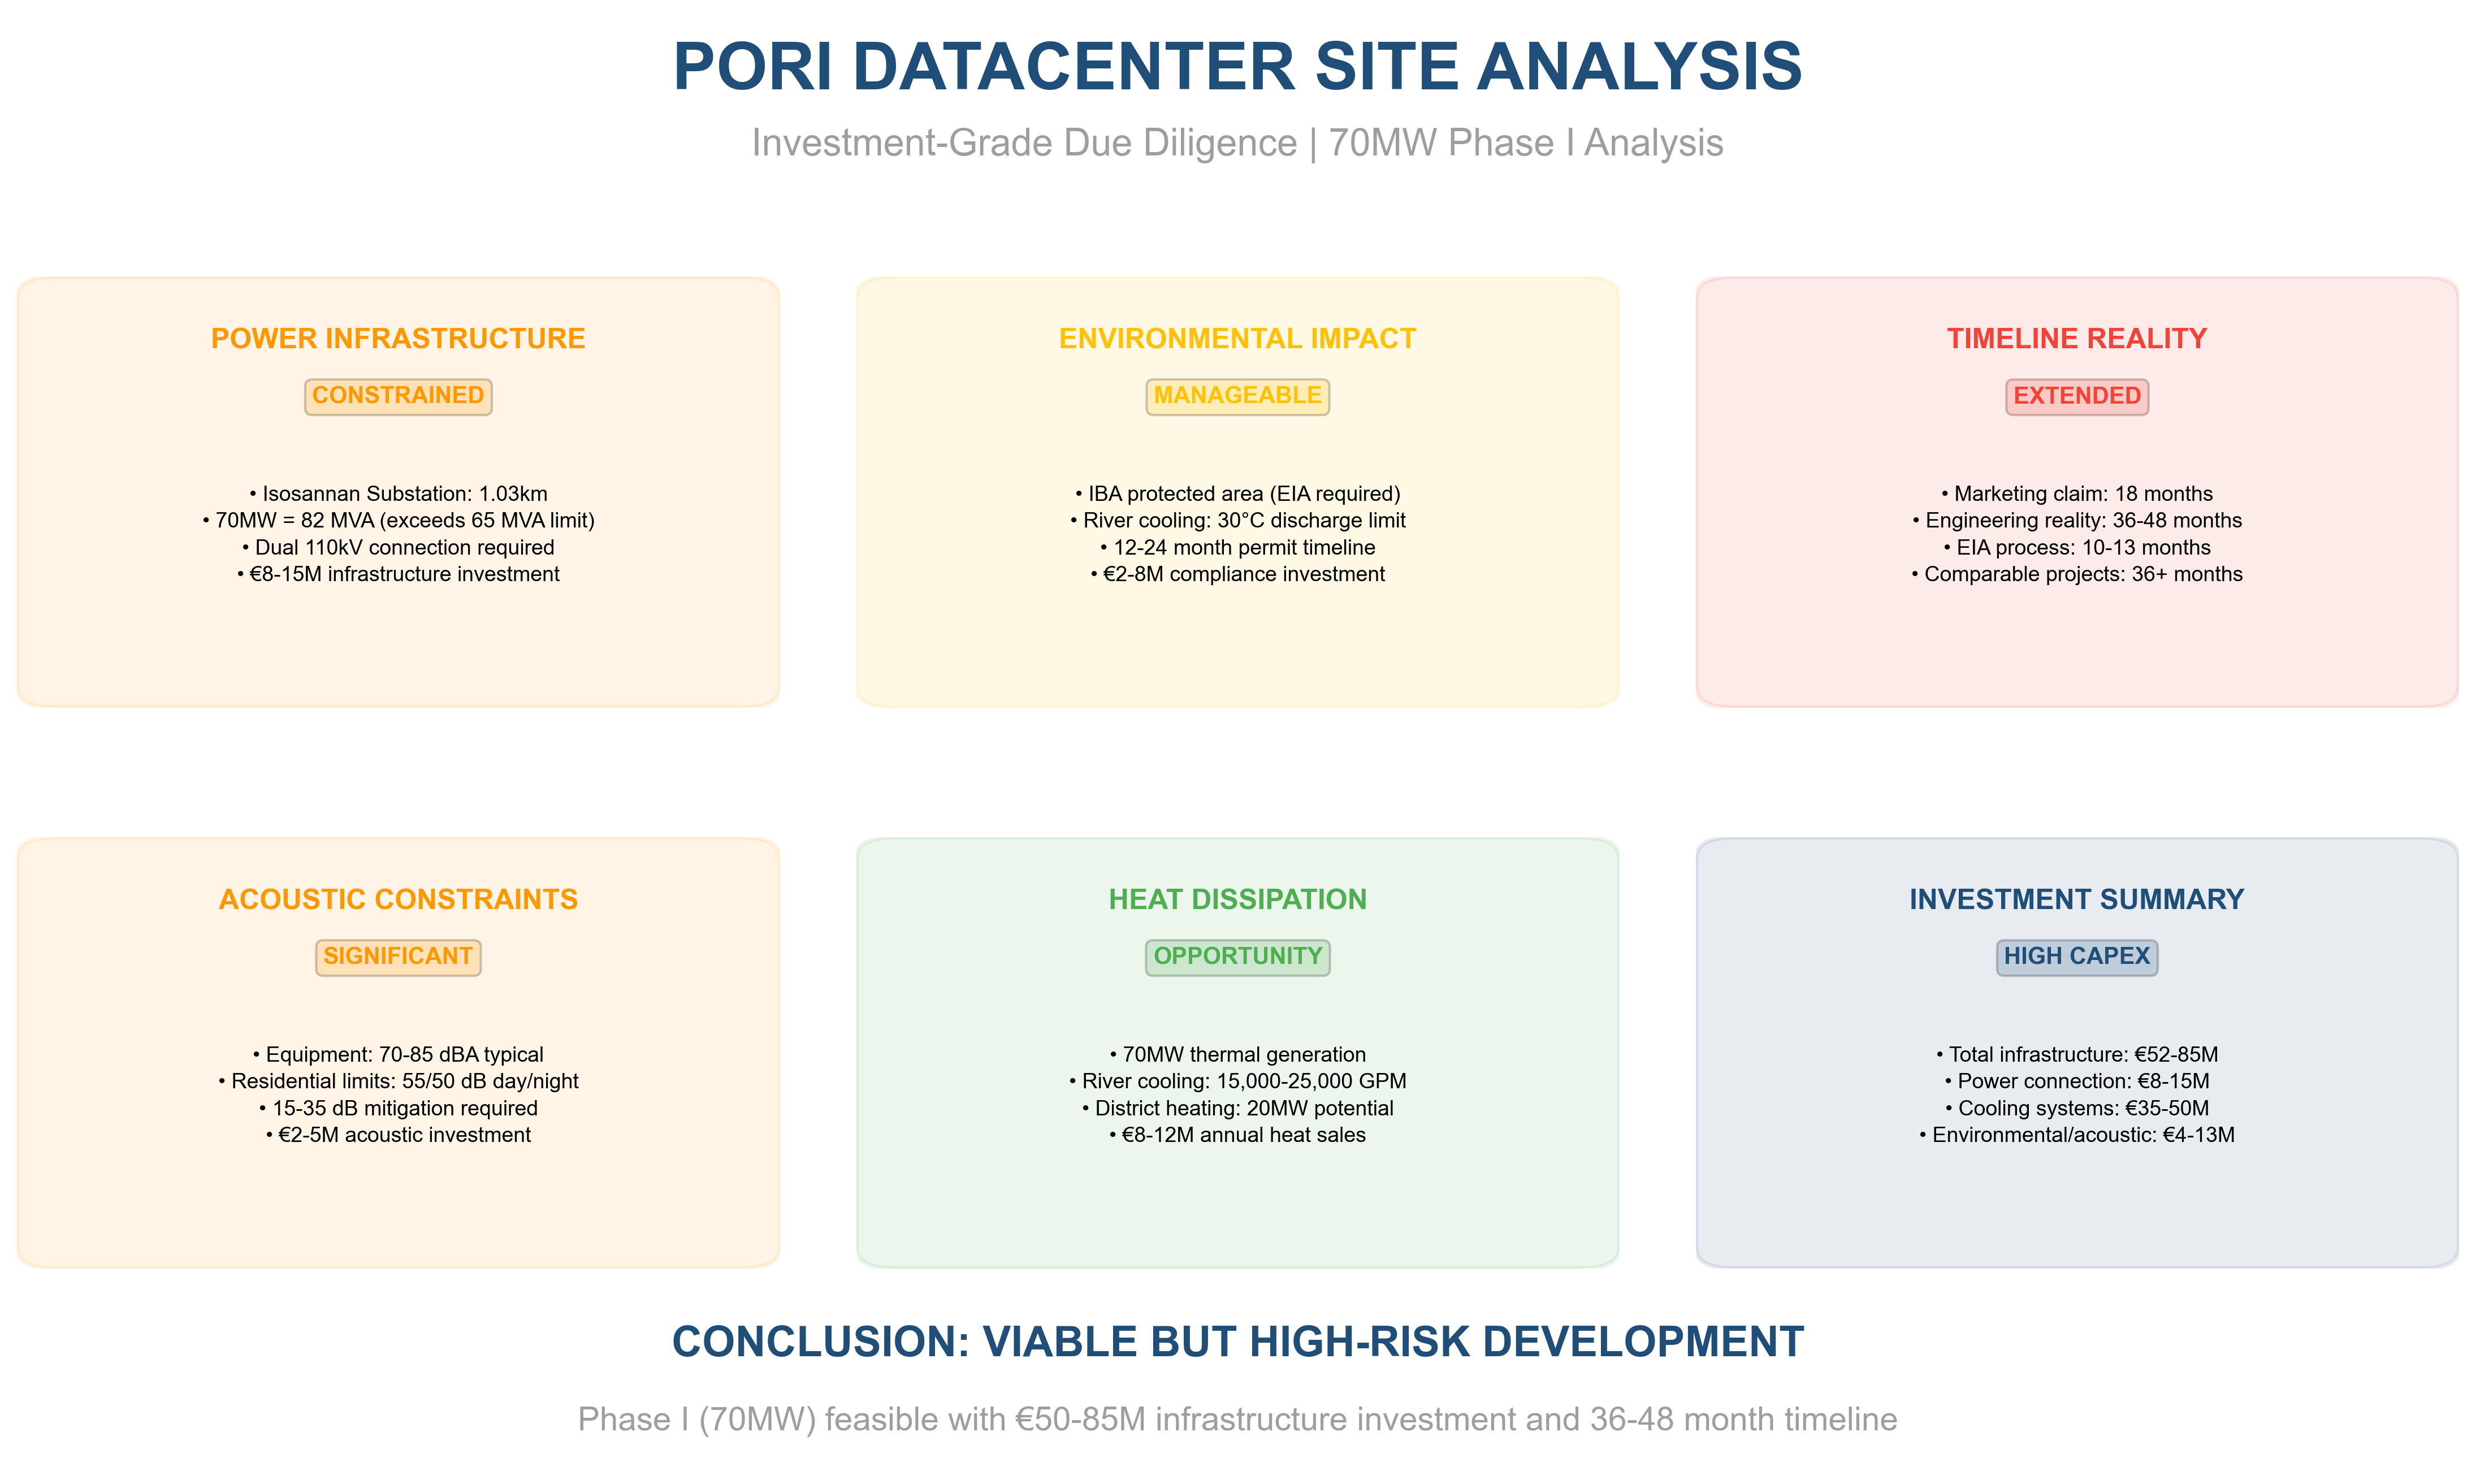 PORI DATACENTER SITE ANALYSIS
Investment-Grade Due Diligence | 70MW Phase I Analysis
POWER INFRASTRUCTURE
CONSTRAINED
• Isosannan Substation: 1.03km
• 70MW = 82 MVA (exceeds 65 MVA limit)
• Dual 110kV connection required
• €8-15M infrastructure investment
ENVIRONMENTAL IMPACT
MANAGEABLE
• IBA protected area (EIA required)
• River cooling: 30°C discharge limit
• 12-24 month permit timeline
• €2-8M compliance investment
TIMELINE REALITY
EXTENDED
• Marketing claim: 18 months
• Engineering reality: 36-48 months
• EIA process: 10-13 months
• Comparable projects: 36+ months
ACOUSTIC CONSTRAINTS
SIGNIFICANT
• Equipment: 70-85 dBA typical
• Residential limits: 55/50 dB day/night
• 15-35 dB mitigation required
• €2-5M acoustic investment
HEAT DISSIPATION
OPPORTUNITY
• 70MW thermal generation
• River cooling: 15,000-25,000 GPM
• District heating: 20MW potential
• €8-12M annual heat sales
INVESTMENT SUMMARY
HIGH CAPEX
• Total infrastructure: €52-85M
• Power connection: €8-15M
• Cooling systems: €35-50M
• Environmental/acoustic: €4-13M
CONCLUSION: VIABLE BUT HIGH-RISK DEVELOPMENT
Phase I (70MW) feasible with €50-85M infrastructure investment and 36-48 month timeline